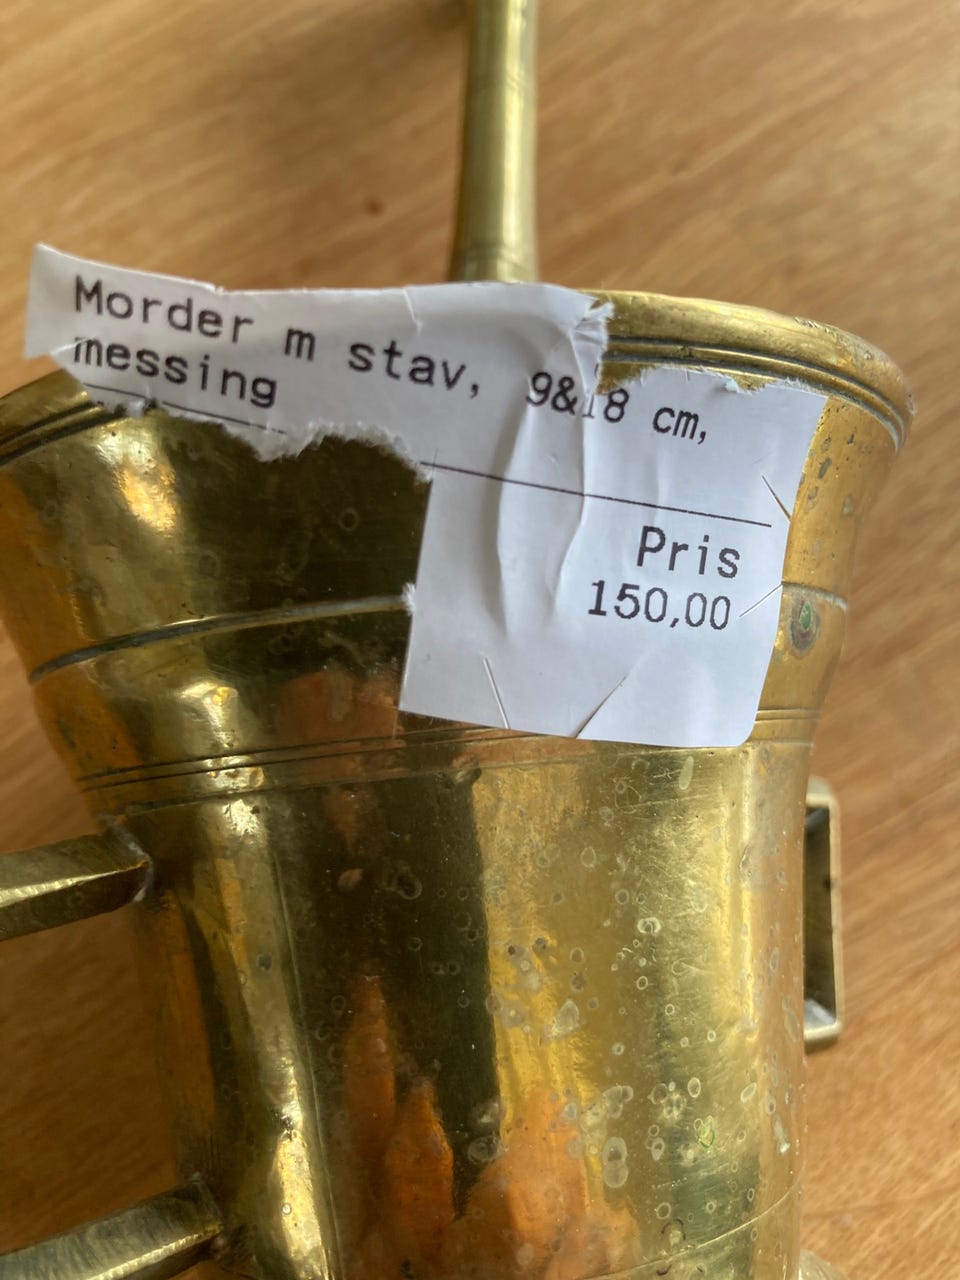 Morder m stav, 9&18 cm,
messing
Pris
150,00